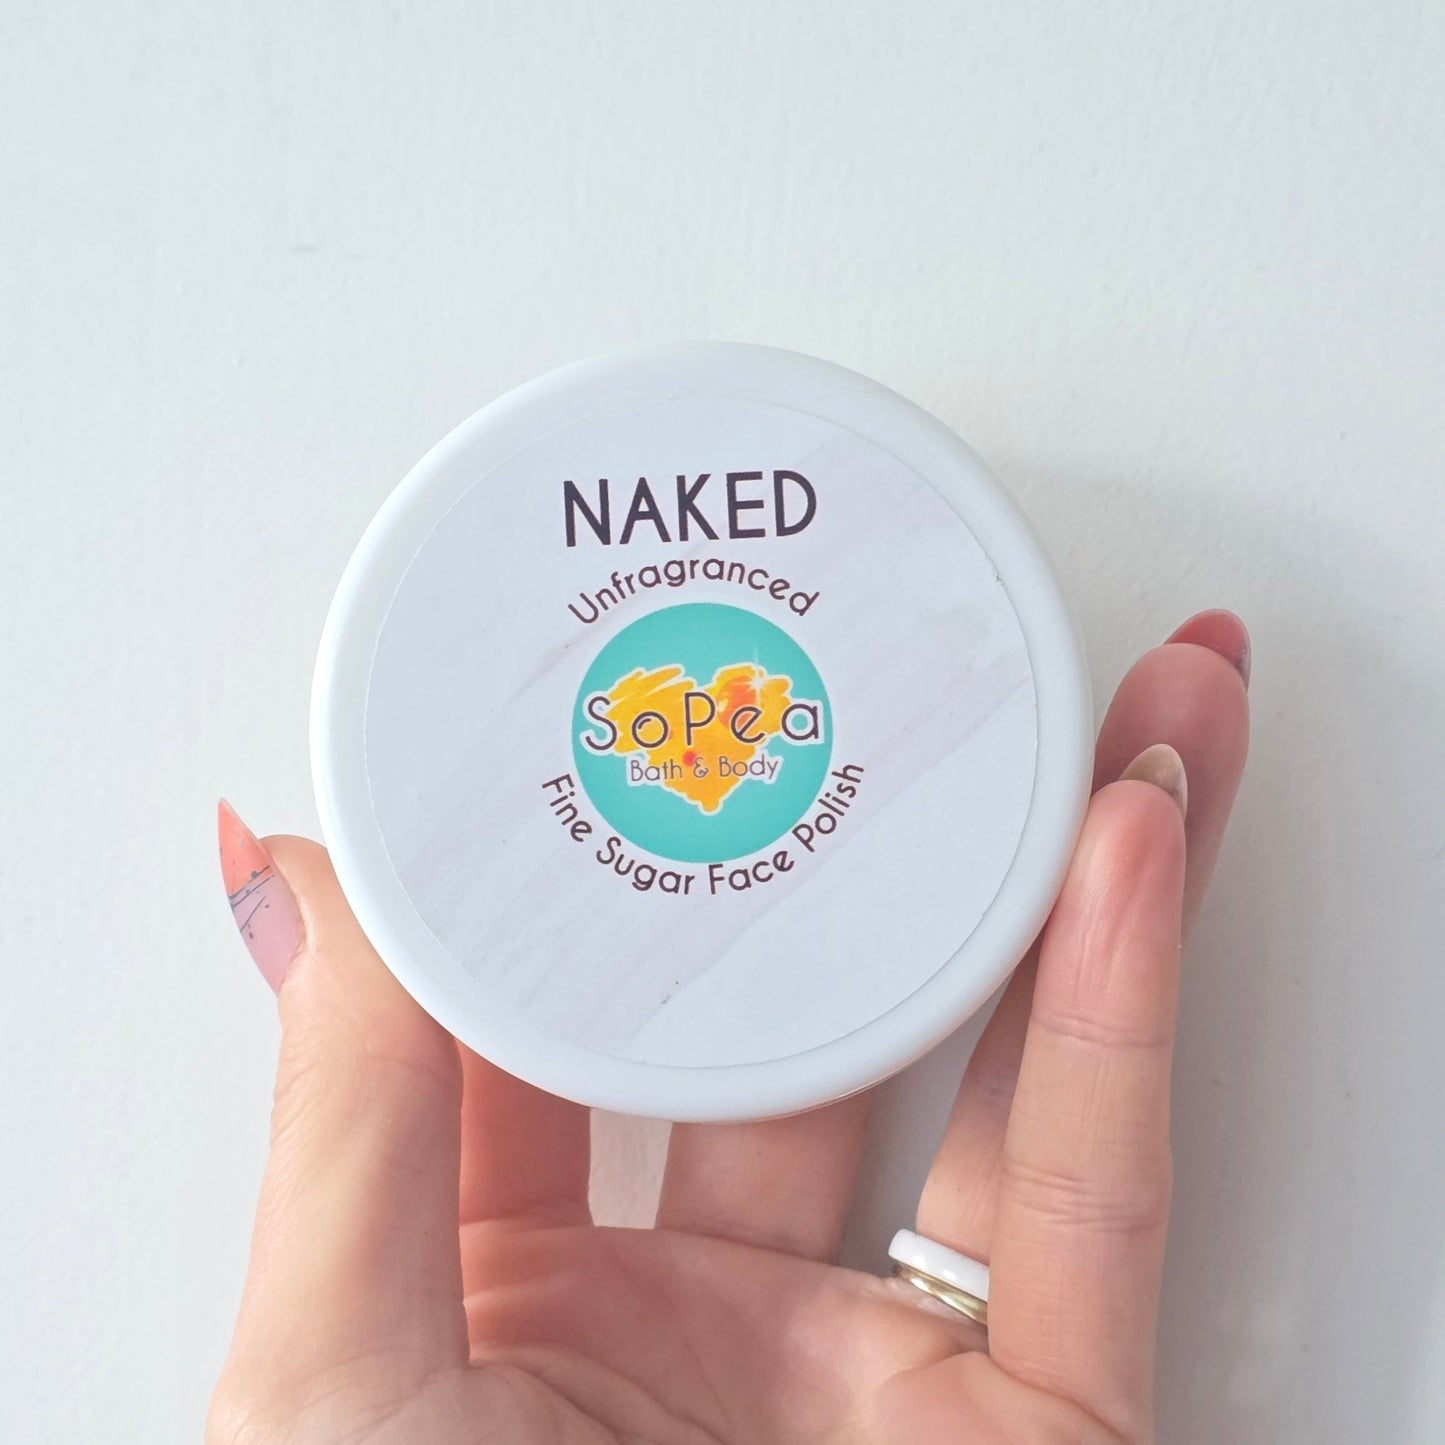 NAKED
Unfragranced
SoPea
Bath & Body
Fine Sugar Face Polish